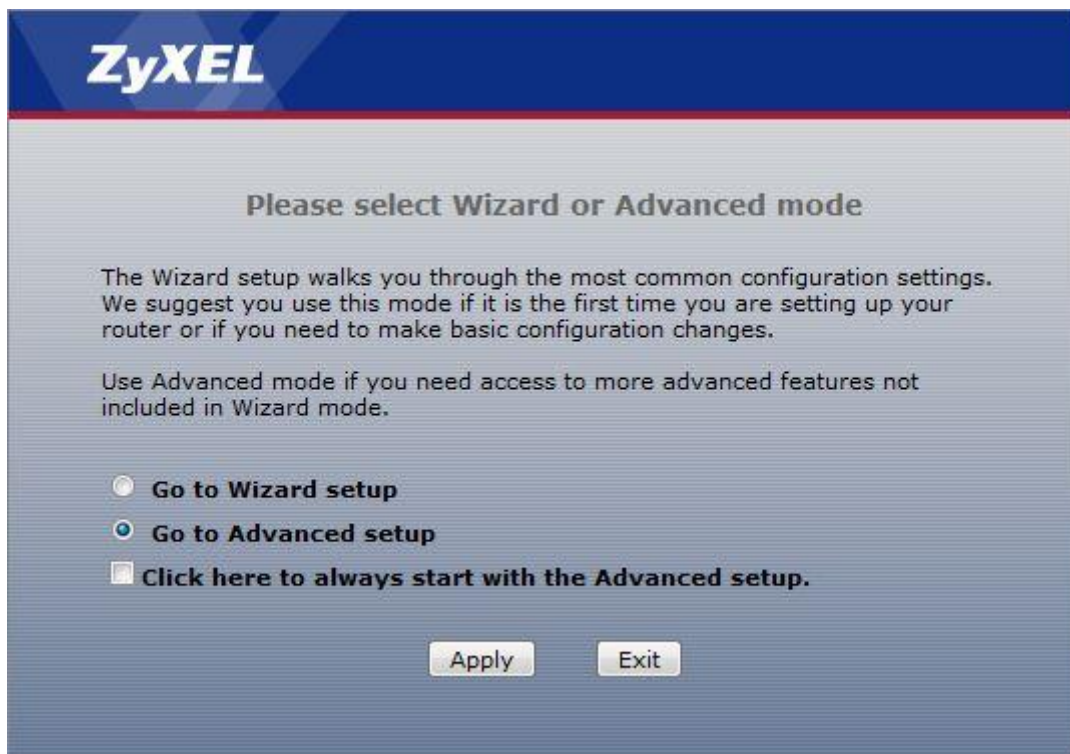 ZyXEL
Please select Wizard or Advanced mode
The Wizard setup walks you through the most common configuration settings.
We suggest you use this mode if it is the first time you are setting up your
router or if you need to make basic configuration changes.
Use Advanced mode if you need access to more advanced features not
included in Wizard mode.
Go to Wizard setup
Go to Advanced setup
Click here to always start with the Advanced setup.
Apply Exit